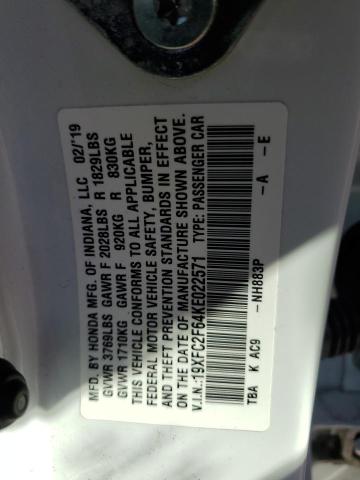 MFD. BY HONDA MFG. OF INDIANA, LLC 02/'19
GVWR 3769LBS GAWR F 2028LBS R 1829LBS
GVWR 1710KG GAWR F 920KG R 830KG
THIS VEHICLE CONFORMS TO ALL APPLICABLE
FEDERAL MOTOR VEHICLE SAFETY, BUMPER,
AND THEFT PREVENTION STANDARDS IN EFFECT
ON THE DATE OF MANUFACTURE SHOWN ABOVE.
V.I.N.:19XFC2F64KE022571 TYPE: PASSENGER CAR
TBA K AC9 -NH883P -A -E